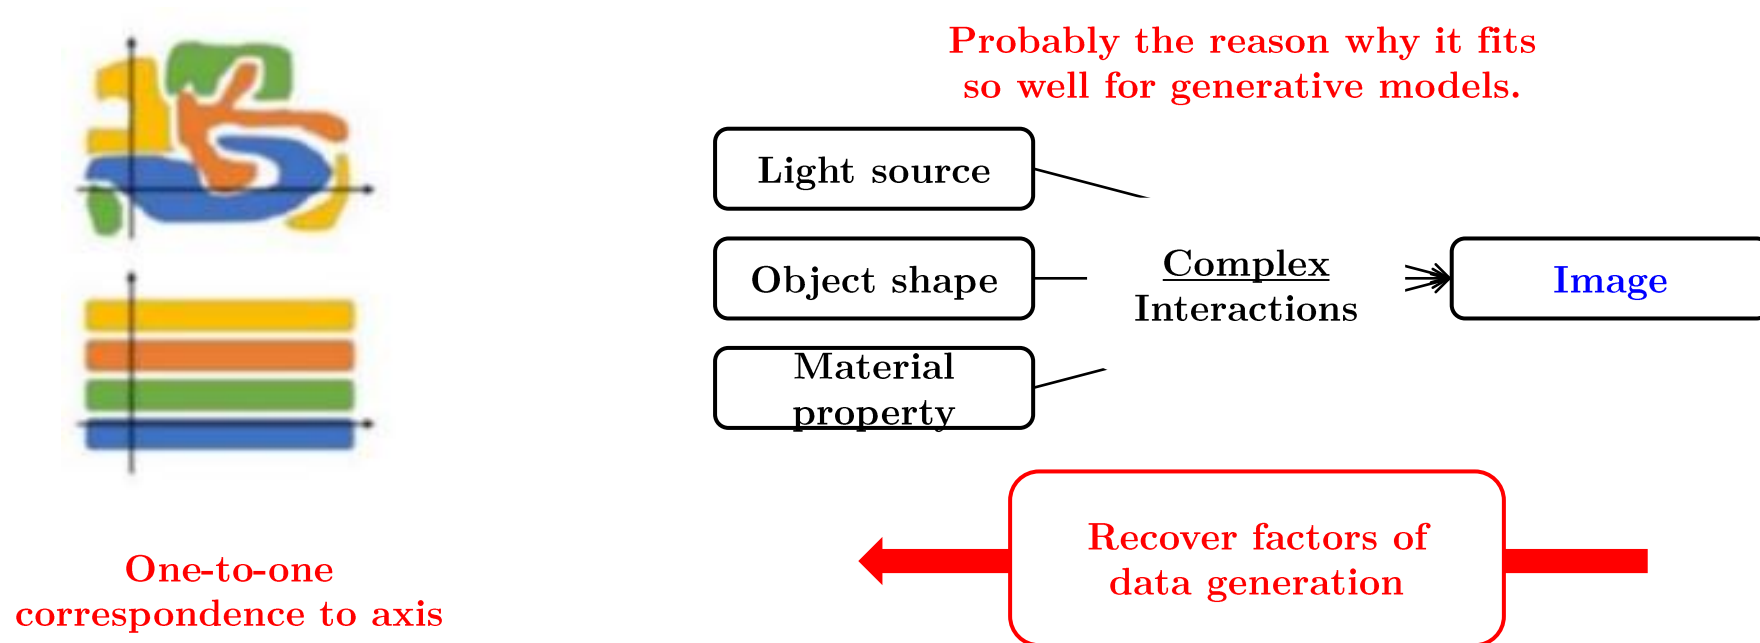 Probably the reason why it fits
so well for generative models.
Light source
Object shape
Material
property
Complex
Interactions
Image
Recover factors of
data generation
One-to-one
correspondence to axis